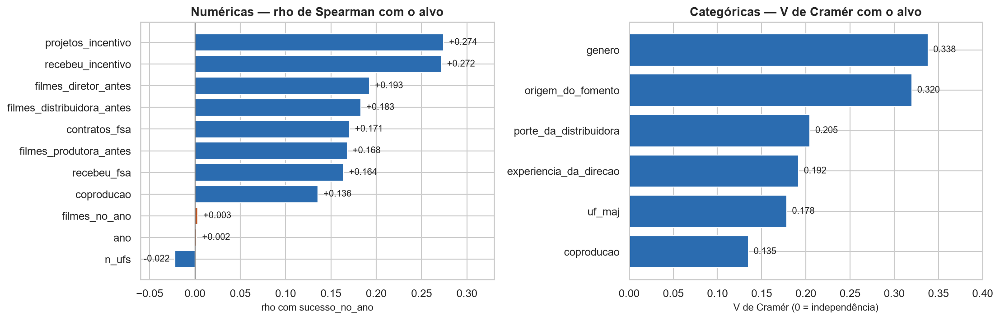 Numéricas — rho de Spearman com o alvo
projetos_incentivo
+0.274
recebeu_incentivo
+0.272
filmes_diretor_antes
+0.193
filmes_distribuidora_antes
+0.183
contratos_fsa
+0.171
filmes_produtora_antes
+0.168
recebeu_fsa
+0.164
coproducao
+0.136
filmes_no_ano
+0.003
ano
+0.002
n_ufs
-0.022
−0.05 0.00 0.05 0.10 0.15 0.20 0.25 0.30
rho com sucesso_no_ano
Categóricas — V de Cramér com o alvo
genero
0.338
origem_do_fomento
0.320
porte_da_distribuidora
0.205
experiencia_da_direcao
0.192
uf_maj
0.178
coproducao
0.135
0.00 0.05 0.10 0.15 0.20 0.25 0.30 0.35 0.40
V de Cramér (0 = independência)